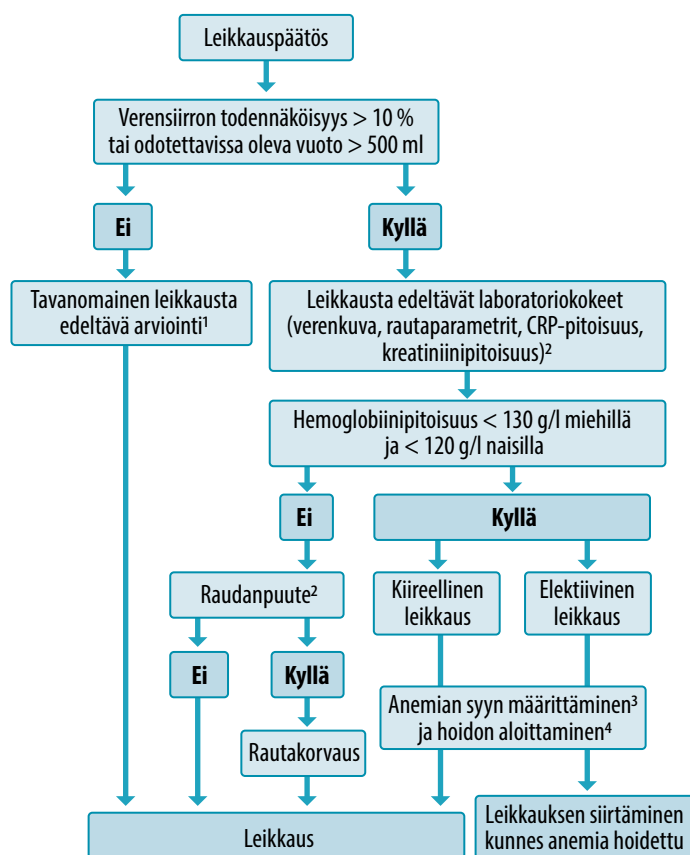 Leikkauspäätös
Verensiirron todennäköisyys > 10 %
tai odotettavissa oleva vuoto > 500 ml
Ei
Kyllä
Tavanomainen leikkausta
edeltävä arviointi¹
Leikkausta edeltävät laboratoriokokeet
(verenkuva, rautaparametrit, CRP-pitoisuus,
kreatiniinipitoisuus)²
Hemoglobiinipitoisuus < 130 g/l miehillä
ja < 120 g/l naisilla
Ei
Kyllä
Raudanpuute²
Kiireellinen
leikkaus
Elektiivinen
leikkaus
Ei
Kyllä
Anemian syyn määrittäminen³
ja hoidon aloittaminen⁴
Rautakorvaus
Leikkaus
Leikkauksen siirtäminen
kunnes anemia hoidettu